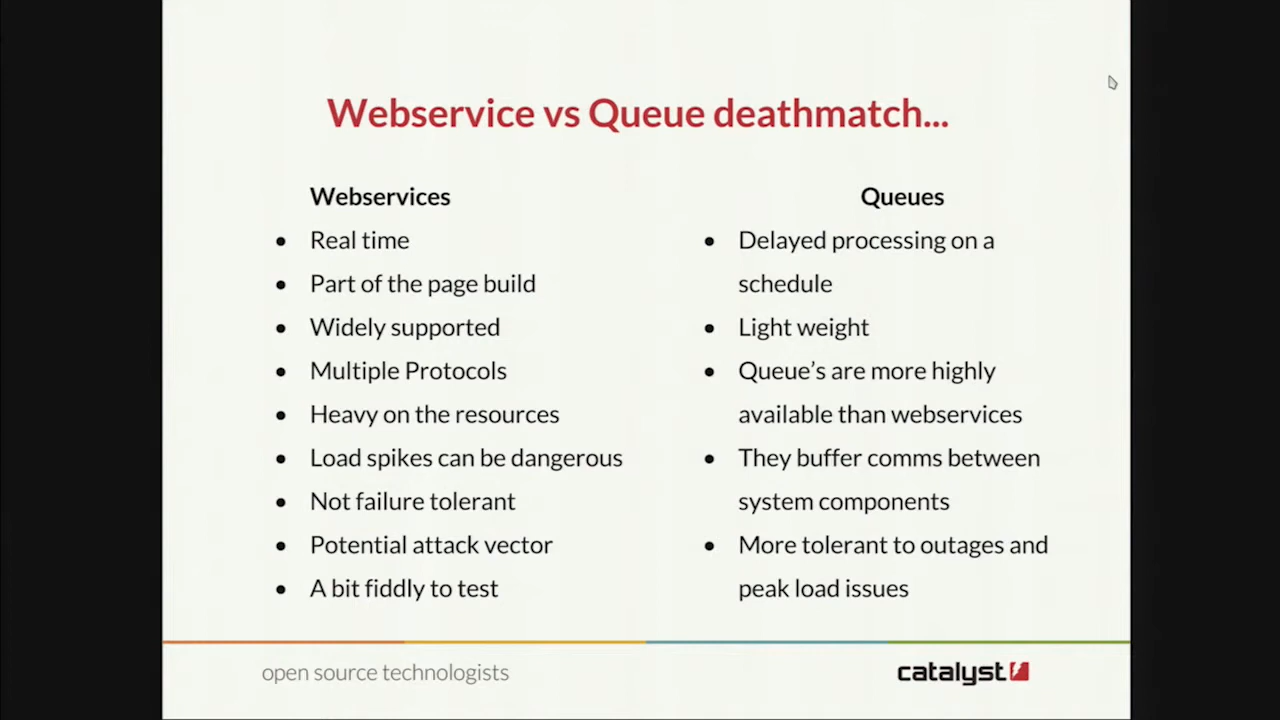 Webservice vs Queue deathmatch...
Webservices
• Real time
• Part of the page build
• Widely supported
• Multiple Protocols
• Heavy on the resources
• Load spikes can be dangerous
• Not failure tolerant
• Potential attack vector
• A bit fiddly to test
Queues
• Delayed processing on a
schedule
• Light weight
• Queue’s are more highly
available than webservices
• They buffer comms between
system components
• More tolerant to outages and
peak load issues
open source technologists
catalyst